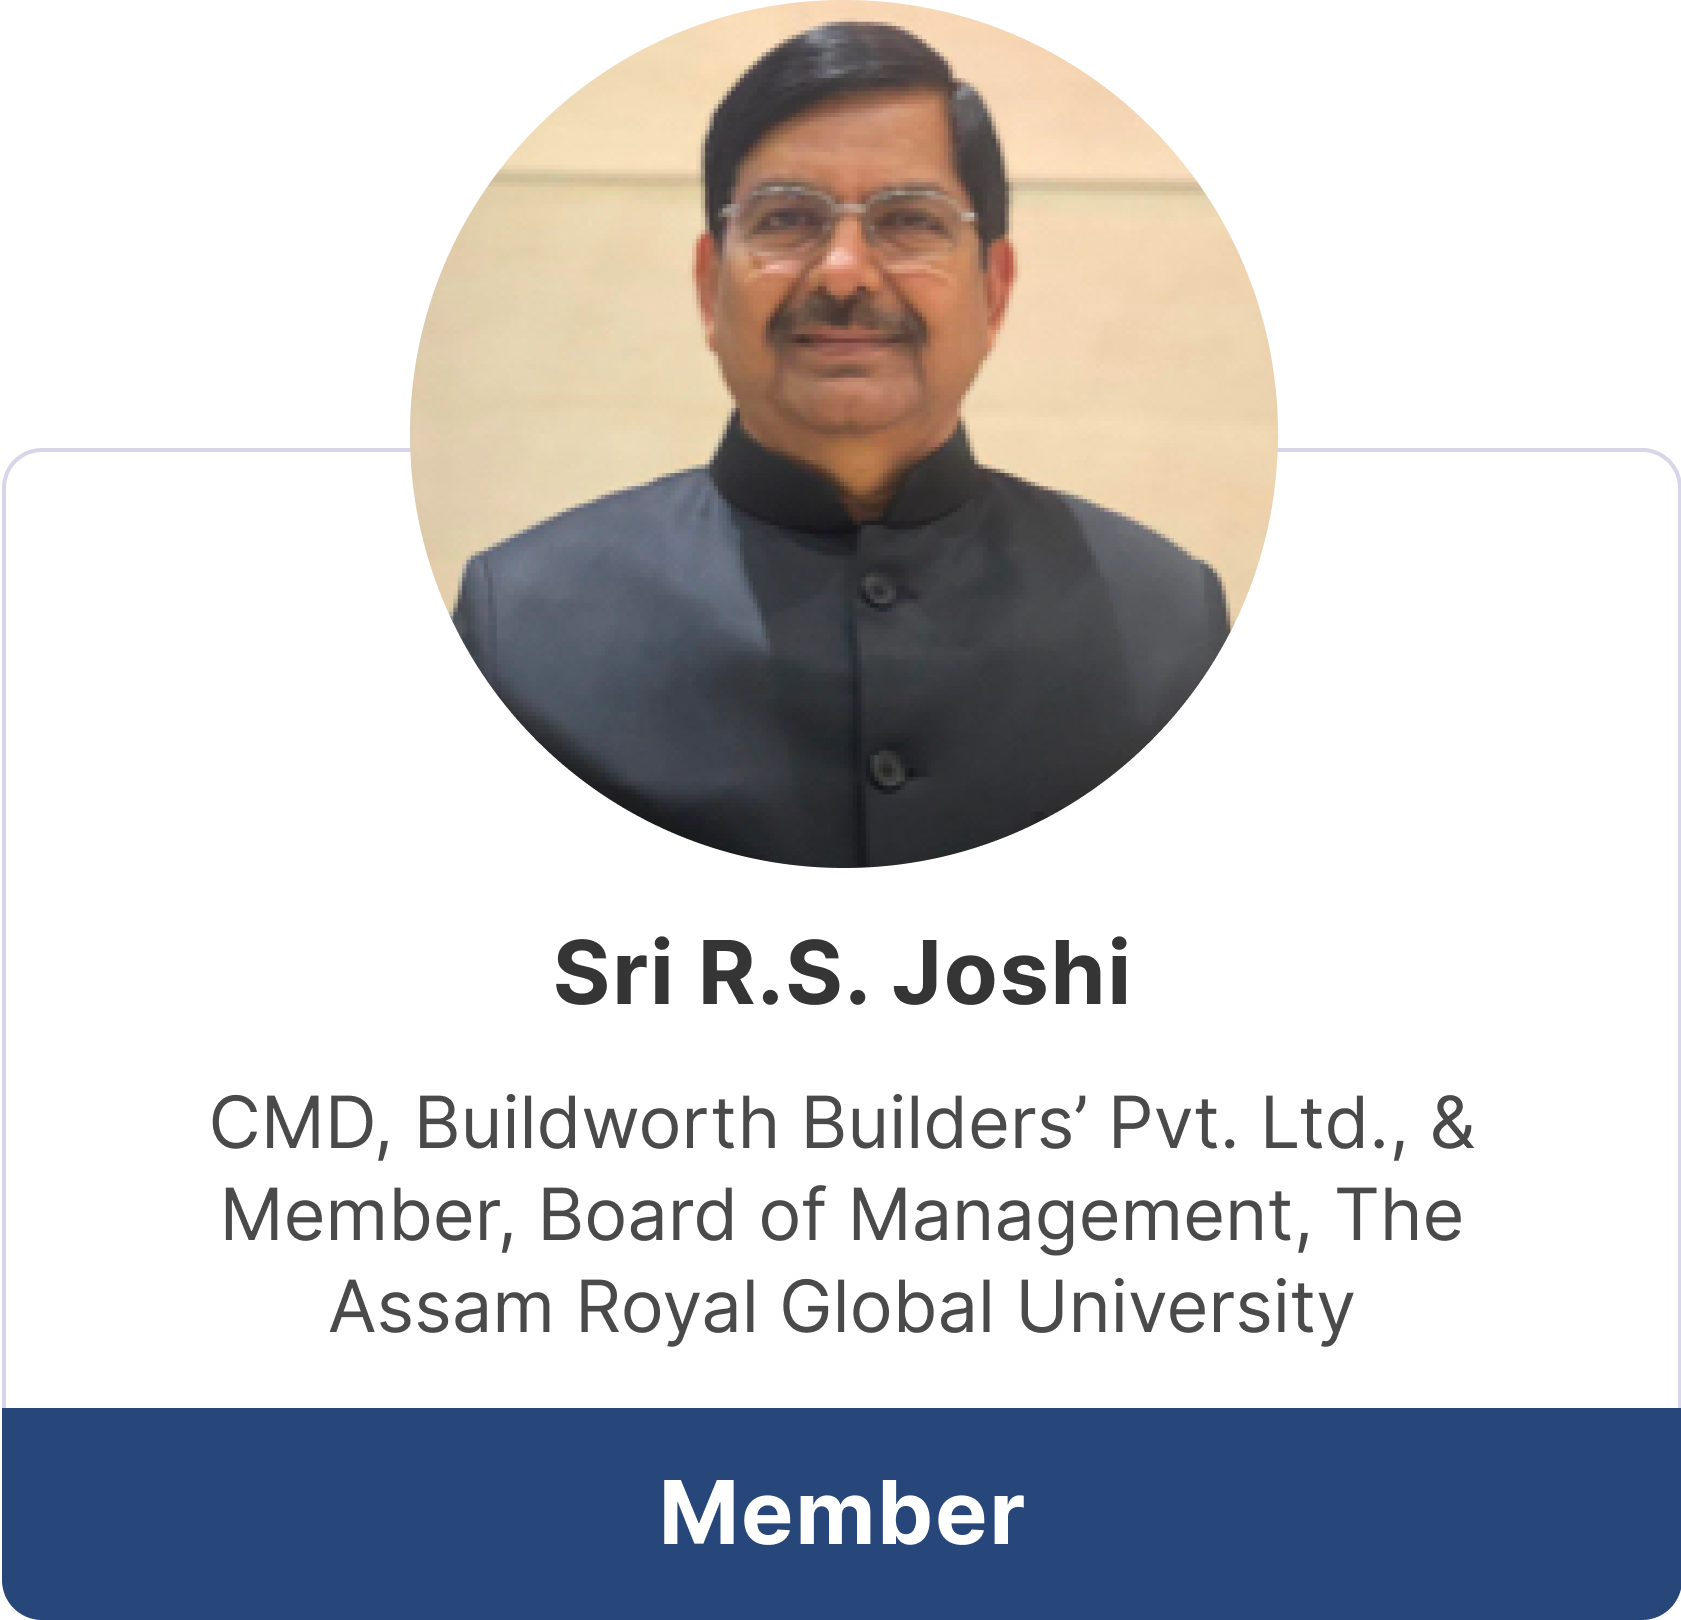 Sri R.S. Joshi
CMD, Buildworth Builders’ Pvt. Ltd., &
Member, Board of Management, The
Assam Royal Global University
Member